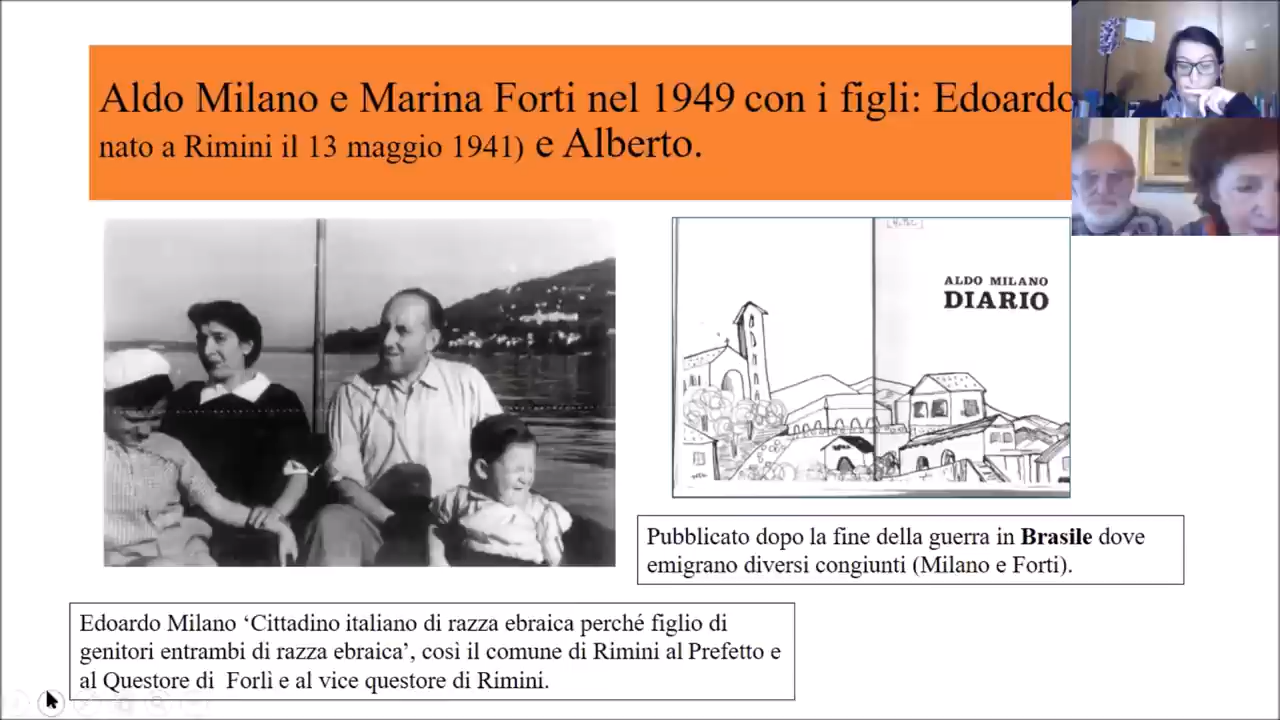 Aldo Milano e Marina Forti nel 1949 con i figli: Edoardo
nato a Rimini il 13 maggio 1941) e Alberto.
ALDO MILANO
DIARIO
Pubblicato dopo la fine della guerra in Brasile dove
emigrano diversi congiunti (Milano e Forti).
Edoardo Milano ‘Cittadino italiano di razza ebraica perché figlio di
genitori entrambi di razza ebraica’, così il comune di Rimini al Prefetto e
al Questore di Forlì e al vice questore di Rimini.